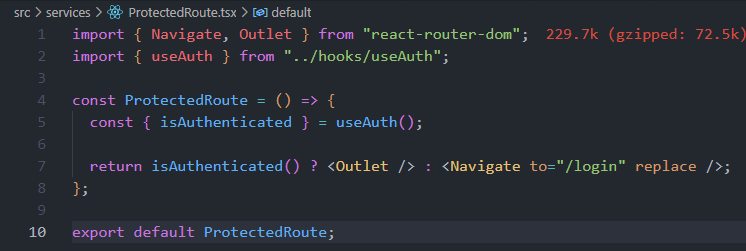 src > services > ProtectedRoute.tsx > default
1 import { Navigate, Outlet } from "react-router-dom"; 229.7k (gzipped: 72.5k)
2 import { useAuth } from "../hooks/useAuth";
3
4 const ProtectedRoute = () => {
5   const { isAuthenticated } = useAuth();
6
7   return isAuthenticated() ? <Outlet /> : <Navigate to="/login" replace />;
8 };
9
10 export default ProtectedRoute;